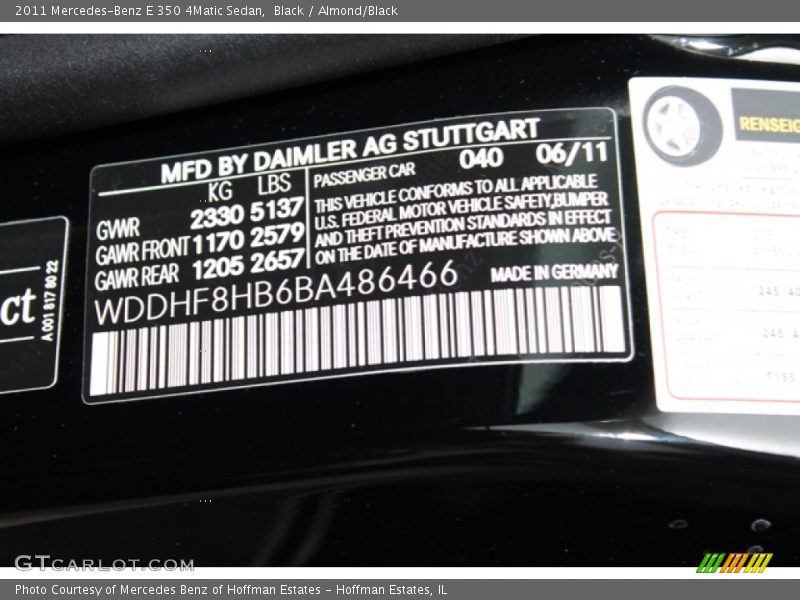 2011 Mercedes-Benz E 350 4Matic Sedan,  Black / Almond/Black
MFD BY DAIMLER AG STUTTGART
KG LBS
GVWR 2330 5137
GAWR FRONT 1170 2579
GAWR REAR 1205 2657
PASSENGER CAR 040 06/11
THIS VEHICLE CONFORMS TO ALL APPLICABLE
U.S. FEDERAL MOTOR VEHICLE SAFETY,BUMPER
AND THEFT PREVENTION STANDARDS IN EFFECT
ON THE DATE OF MANUFACTURE SHOWN ABOVE
WDDHF8HB6BA486466 MADE IN GERMANY
ct
A 001 817 80 22
RENSEIG
GTCARLOT.COM
Photo Courtesy of Mercedes Benz of Hoffman Estates - Hoffman Estates, IL